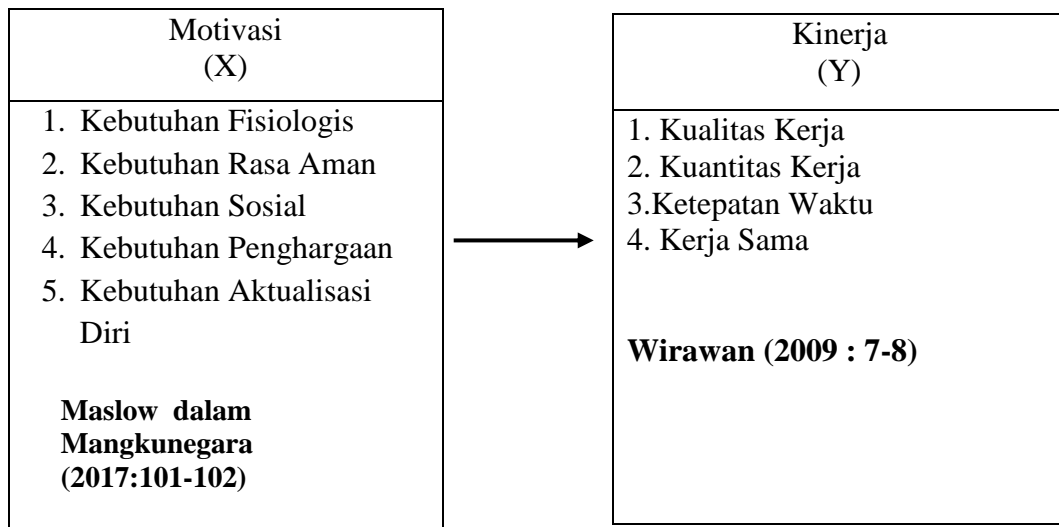 Motivasi
(X)
1. Kebutuhan Fisiologis
2. Kebutuhan Rasa Aman
3. Kebutuhan Sosial
4. Kebutuhan Penghargaan
5. Kebutuhan Aktualisasi
Diri
Maslow dalam
Mangkunegara
(2017:101-102)
Kinerja
(Y)
1. Kualitas Kerja
2. Kuantitas Kerja
3.Ketepatan Waktu
4. Kerja Sama
Wirawan (2009 : 7-8)